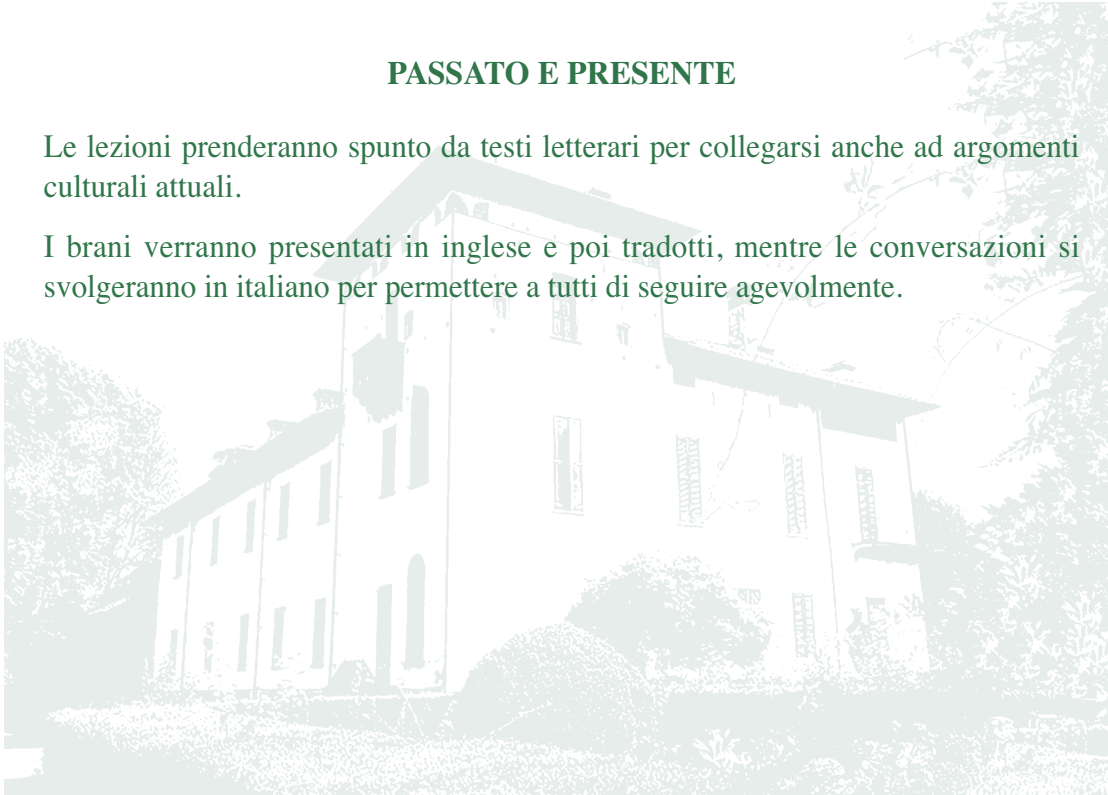 PASSATO E PRESENTE
Le lezioni prenderanno spunto da testi letterari per collegarsi anche ad argomenti
culturali attuali.
I brani verranno presentati in inglese e poi tradotti, mentre le conversazioni si
svolgeranno in italiano per permettere a tutti di seguire agevolmente.